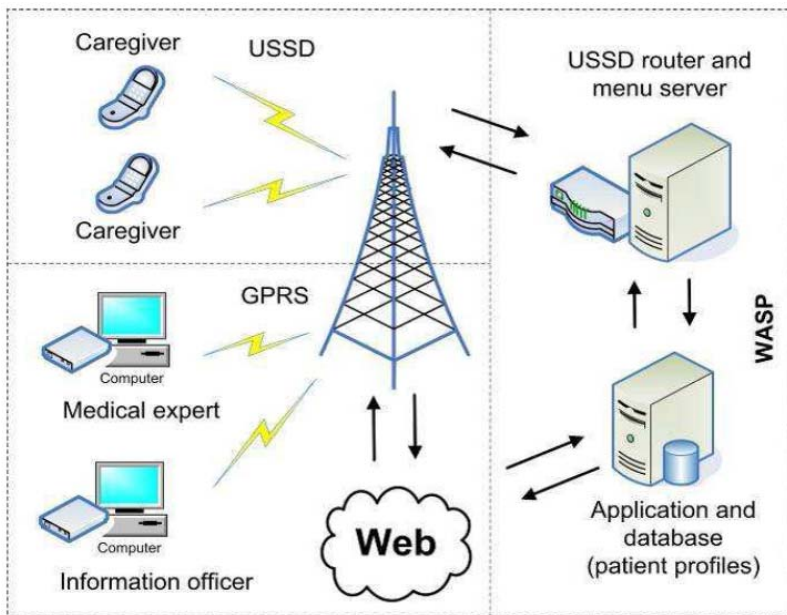 Caregiver
USSD
Caregiver
GPRS
Computer
Medical expert
Computer
Information officer
Web
USSD router and
menu server
WASP
Application and
database
(patient profiles)